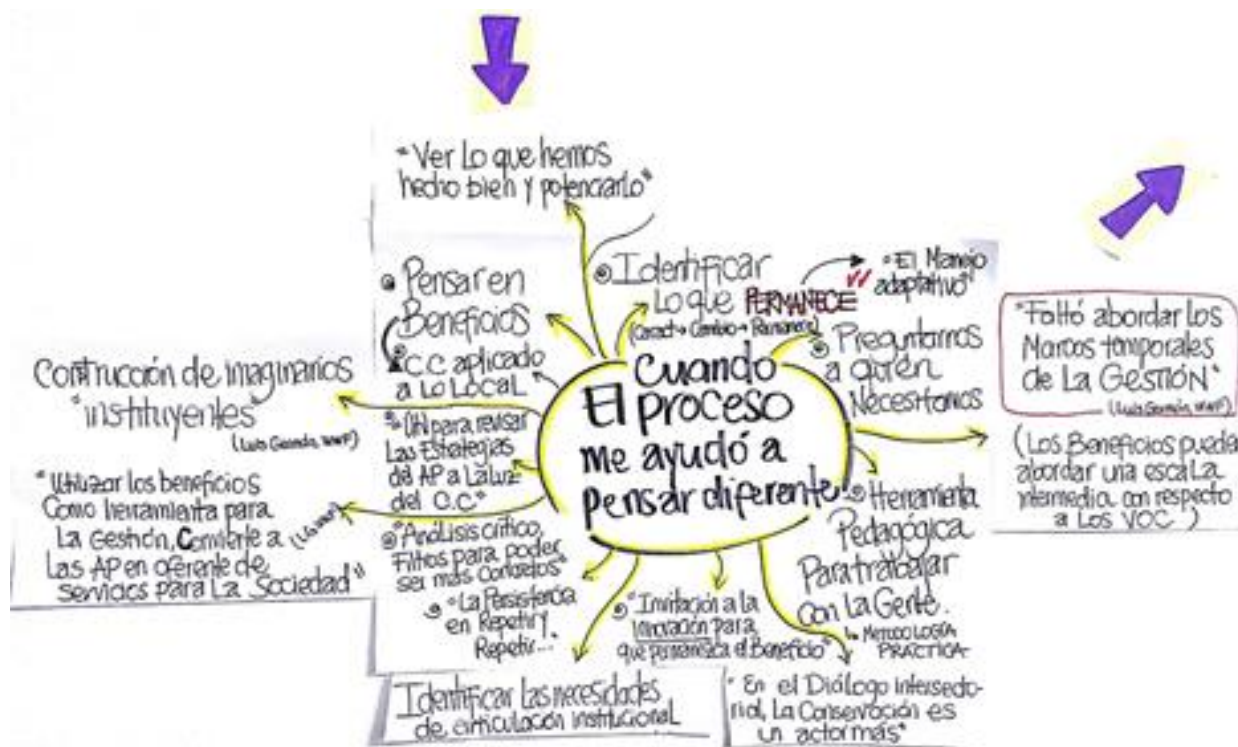 "Ver Lo que hemos
hecho bien y potenciarlo"
Identificar
Lo que PERMANECE
(Caract → Cambio → Permanencia)
"El Manejo
adaptativo"
Pensar en
Beneficios
C.C aplicado
a Lo LOCAL
"UN para revisar
Las Estrategias
del AP a La luz
del C.C"
"Análisis crítico,
Filtros para poder
ser más Concretos"
"La Persistencia
en Repetir y
Repetir..."
Contrucción de imaginarios
"instituyentes"
(Luis Germán, WWF)
"Utilizar los beneficios
Como herramienta para
La Gestión, Convierte a
Las AP en oferente de
servicios para La Sociedad"
Cuando
El proceso
me ayudó a
pensar diferente
Preguntarnos
a quién
Necesitamos
Herramienta
Pedagógica
Para trabajar
con La Gente.
↳ METODOLOGÍA
PRÁCTICA
"Invitación a la
innovación para
que permanezca el Beneficio"
Identificar las necesidades
de articulación institucional
"En el Diálogo intersecto-
rial, La Conservación es
un actor más"
"Faltó abordar Los
Marcos temporales
de La GESTIÓN"
(Luis Germán, WWF)
(Los Beneficios pueden
abordar una escala
intermedia con respecto
a Los VOC)